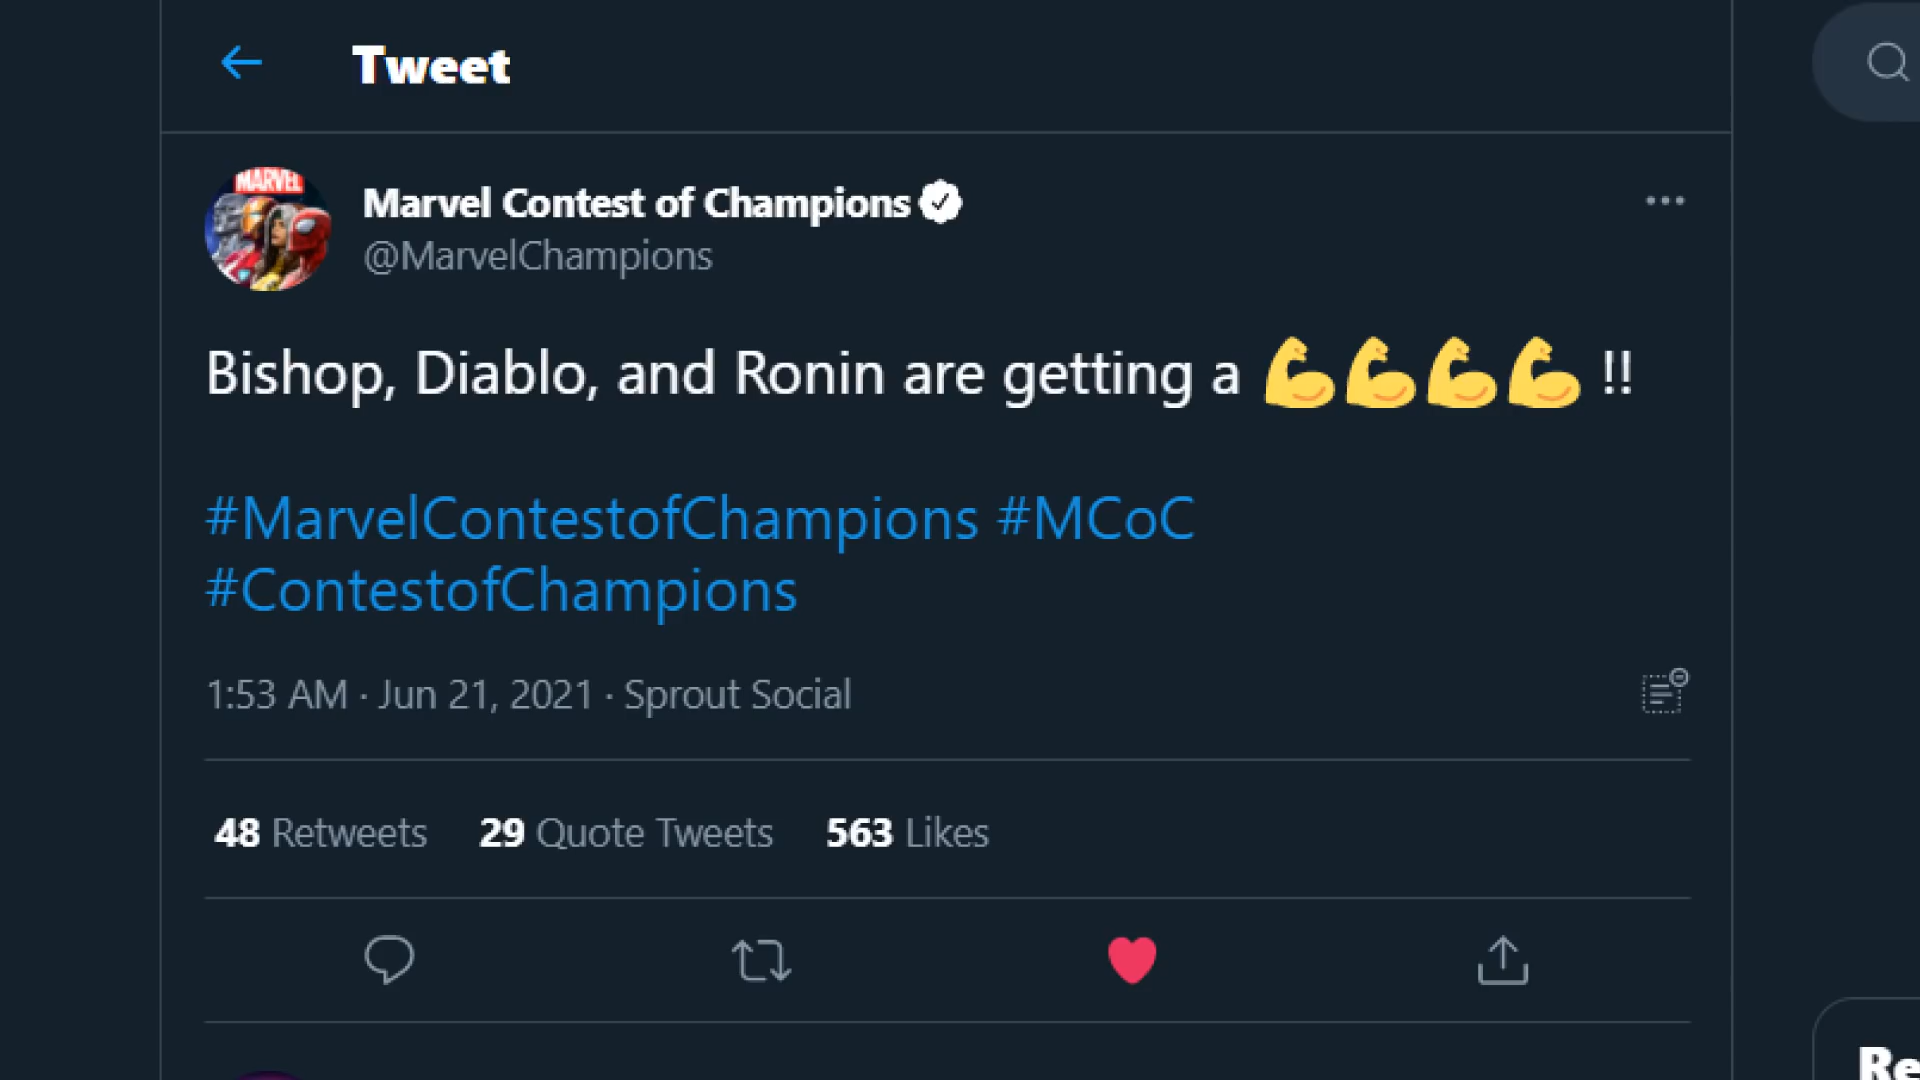 Tweet
MARVEL
Marvel Contest of Champions
@MarvelChampions
Bishop, Diablo, and Ronin are getting a 💪💪💪💪 !!
#MarvelContestofChampions #MCoC
#ContestofChampions
1:53 AM · Jun 21, 2021 · Sprout Social
48 Retweets 29 Quote Tweets 563 Likes